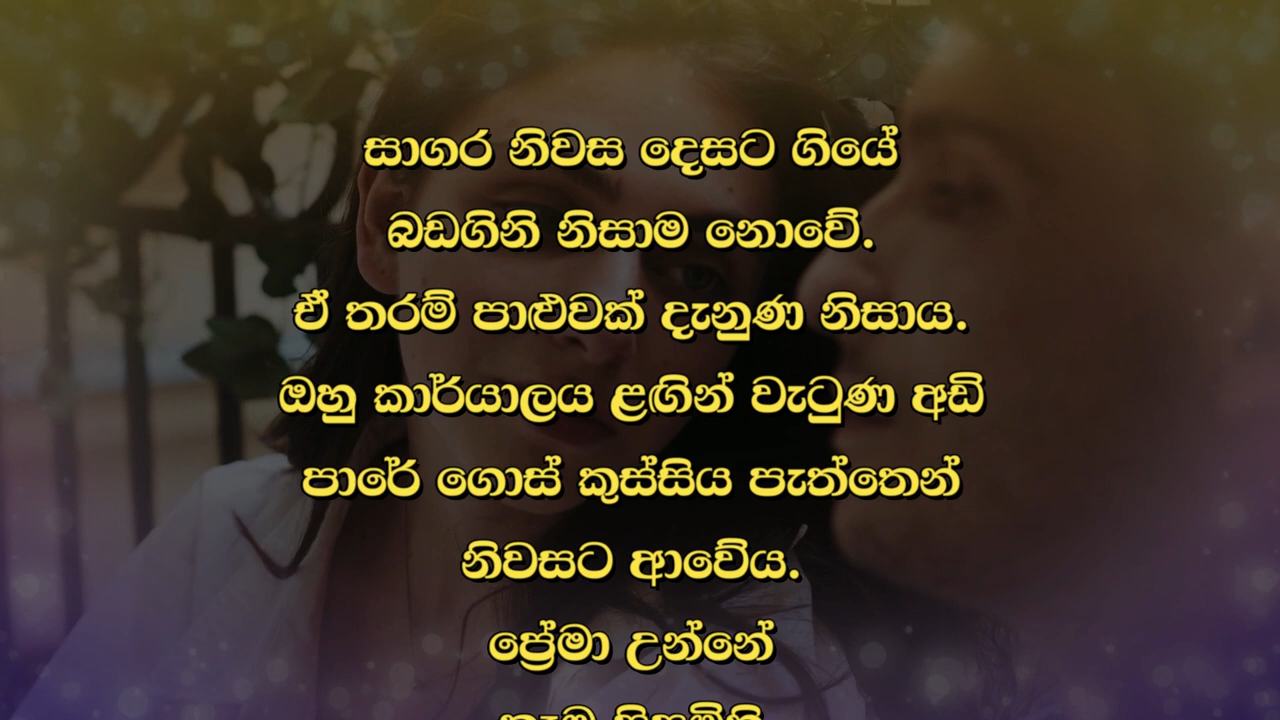 සාගර නිවස දෙසට ගියේ
බඩගිනි නිසාම නොවේ.
ඒ තරම් පාළුවක් දැනුණ නිසාය.
ඔහු කාර්යාලය ළඟින් වැටුණ අඩි
පාරේ ගොස් කුස්සිය පැත්තෙන්
නිවසට ආවේය.
ප්‍රේමා උන්නේ